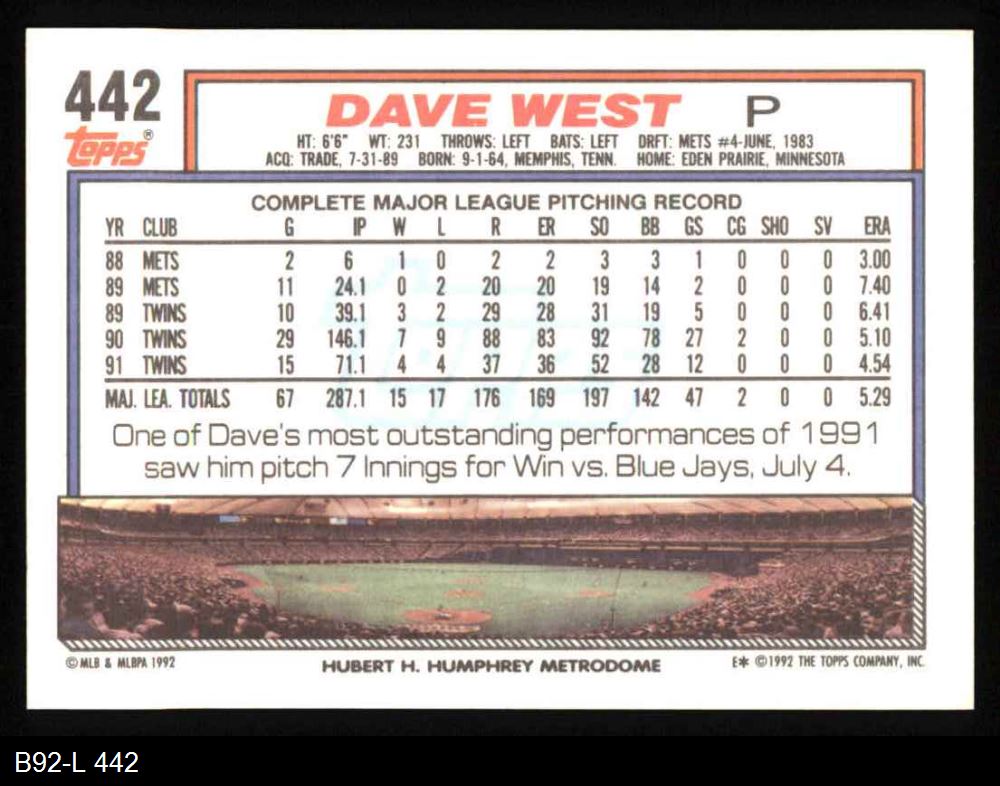 442
Topps®
DAVE WEST P
HT: 6'6" WT: 231 THROWS: LEFT BATS: LEFT DRFT: METS #4-JUNE, 1983
ACQ: TRADE, 7-31-89 BORN: 9-1-64, MEMPHIS, TENN. HOME: EDEN PRAIRIE, MINNESOTA
COMPLETE MAJOR LEAGUE PITCHING RECORD
YR CLUB G IP W L R ER SO BB GS CG SHO SV ERA
88 METS 2 6 1 0 2 2 3 3 1 0 0 0 3.00
89 METS 11 24.1 0 2 20 20 19 14 2 0 0 0 7.40
89 TWINS 10 39.1 3 2 29 28 31 19 5 0 0 0 6.41
90 TWINS 29 146.1 7 9 88 83 92 78 27 2 0 0 5.10
91 TWINS 15 71.1 4 4 37 36 52 28 12 0 0 0 4.54
MAJ. LEA. TOTALS 67 287.1 15 17 176 169 197 142 47 2 0 0 5.29
One of Dave's most outstanding performances of 1991
saw him pitch 7 Innings for Win vs. Blue Jays, July 4.
© MLB & MLBPA 1992 HUBERT H. HUMPHREY METRODOME E* ©1992 THE TOPPS COMPANY, INC.
B92-L 442